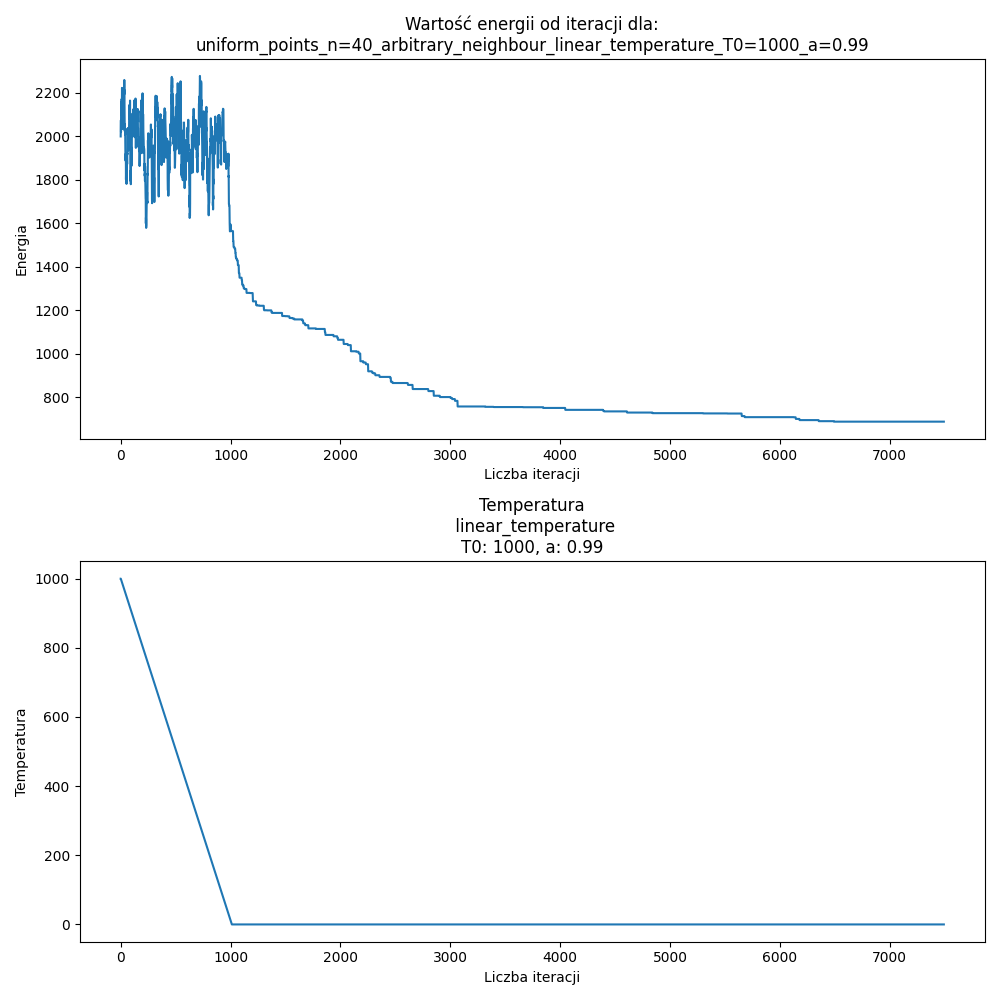 Wartość energii od iteracji dla:
uniform_points_n=40_arbitrary_neighbour_linear_temperature_T0=1000_a=0.99
2200
2000
1800
1600
1400
1200
1000
800
Energia
0 1000 2000 3000 4000 5000 6000 7000
Liczba iteracji
Temperatura
linear_temperature
T0: 1000, a: 0.99
1000
800
600
400
200
0
Temperatura
0 1000 2000 3000 4000 5000 6000 7000
Liczba iteracji